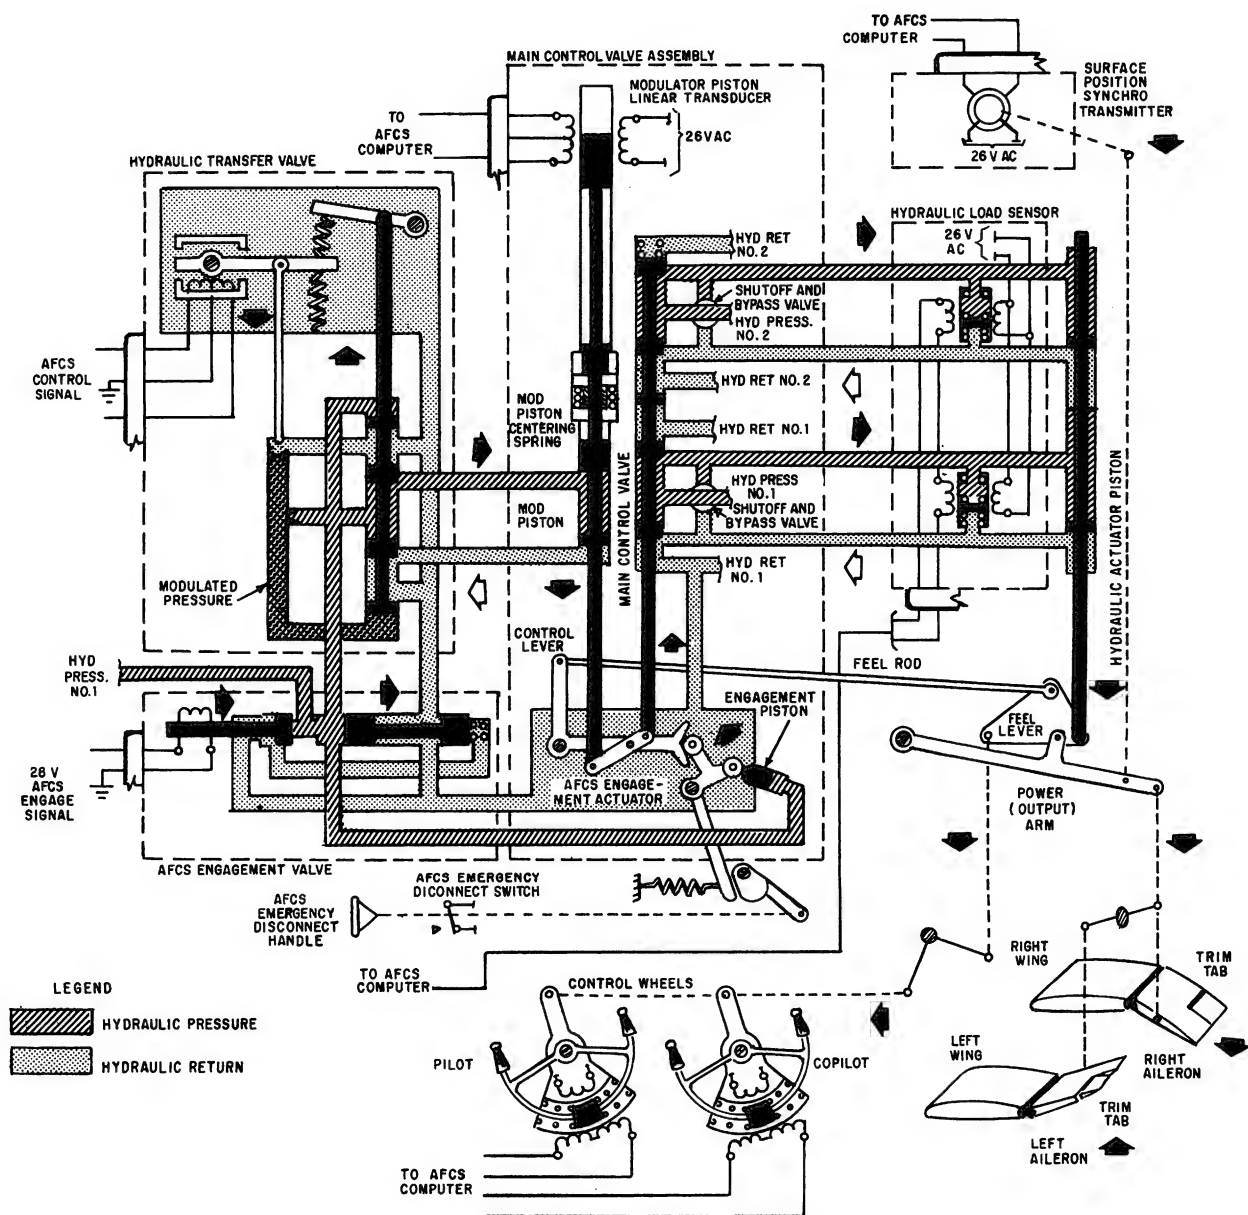 TO AFCS
COMPUTER
MAIN CONTROL VALVE ASSEMBLY
SURFACE
POSITION
SYNCHRO
TRANSMITTER
MODULATOR PISTON
LINEAR TRANSDUCER
26VAC
TO
AFCS
COMPUTER
26 V AC
HYDRAULIC TRANSFER VALVE
HYDRAULIC LOAD SENSOR
26 V
AC
HYD RET
NO. 2
SHUTOFF AND
BYPASS VALVE
HYD PRESS.
NO. 2
AFCS
CONTROL
SIGNAL
HYD RET NO. 2
MOD
PISTON
CENTERING
SPRING
HYD RET NO. 1
MAIN CONTROL VALVE
HYD PRESS
NO. 1
SHUTOFF AND
BYPASS VALVE
MOD
PISTON
HYDRAULIC ACTUATOR PISTON
MODULATED
PRESSURE
HYD RET
NO. 1
CONTROL
LEVER
FEEL ROD
HYD
PRESS.
NO. 1
ENGAGEMENT
PISTON
FEEL
LEVER
28 V
AFCS
ENGAGE
SIGNAL
AFCS ENGAGE-
MENT ACTUATOR
POWER
(OUTPUT)
ARM
AFCS ENGAGEMENT VALVE
AFCS EMERGENCY
DICONNECT SWITCH
AFCS
EMERGENCY
DISCONNECT
HANDLE
RIGHT
WING
TRIM
TAB
TO AFCS
COMPUTER
CONTROL WHEELS
LEGEND
HYDRAULIC PRESSURE
HYDRAULIC RETURN
PILOT
COPILOT
LEFT
WING
RIGHT
AILERON
TRIM
TAB
LEFT
AILERON
TO AFCS
COMPUTER